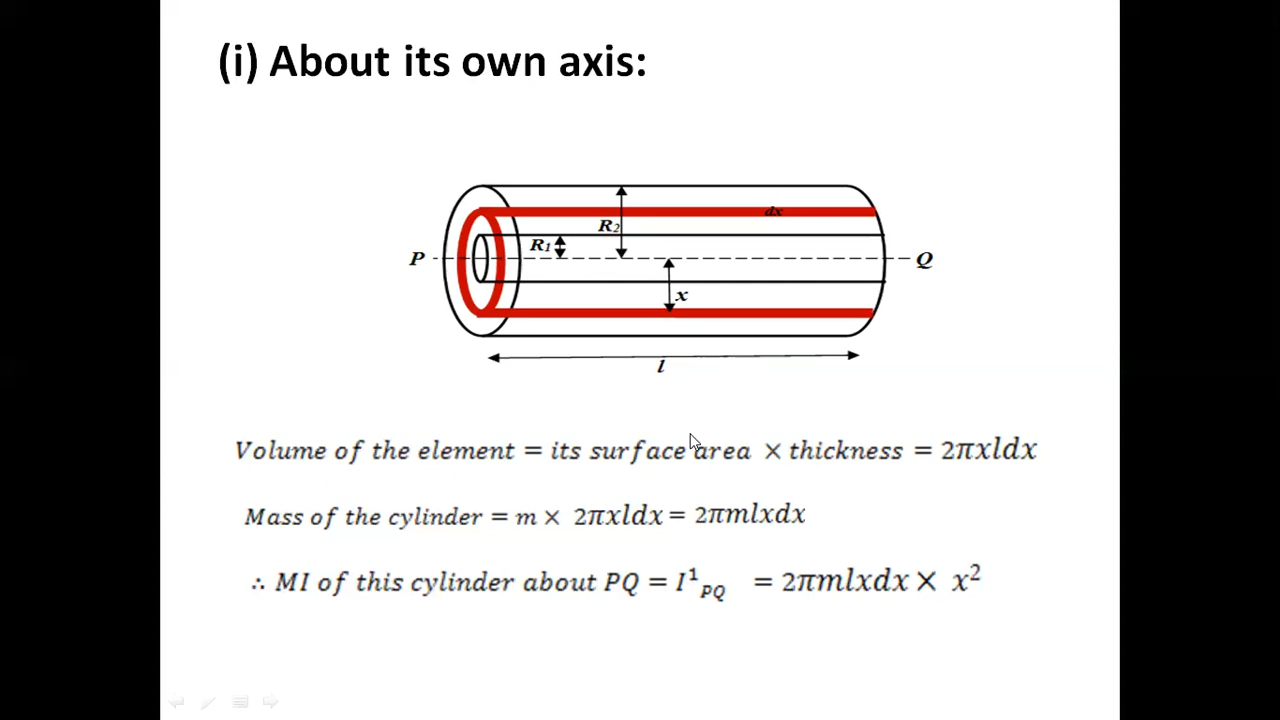 (i) About its own axis:
dx
R₂
R₁
P
Q
x
l
Volume of the element = its surface area × thickness = 2πxldx
Mass of the cylinder = m × 2πxldx = 2πmlxdx
∴ MI of this cylinder about PQ = I¹PQ = 2πmlxdx × x²